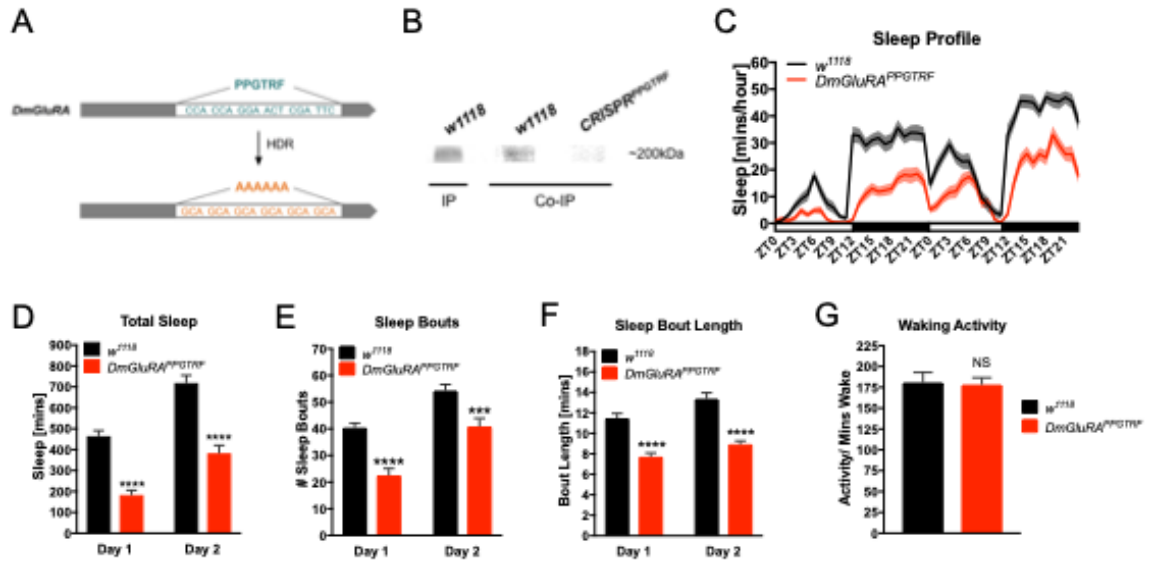 A
PPGTRF
DmGluRA
CCA CCA GGA ACT CGA TTC
HDR
AAAAAA
GCA GCA GCA GCA GCA GCA
B
w1118
w1118
CRISPRPPGTRF
~200kDa
IP
Co-IP
C
Sleep Profile
w1118
DmGluRAPPGTRF
Sleep [mins/hour]
60
50
40
30
20
10
0
ZT0 ZT3 ZT6 ZT9 ZT12 ZT15 ZT18 ZT21 ZT0 ZT3 ZT6 ZT9 ZT12 ZT15 ZT18 ZT21
D
Total Sleep
w1118
DmGluRAPPGTRF
Sleep [mins]
900
800
700
600
500
400
300
200
100
0
****
****
Day 1 Day 2
E
Sleep Bouts
w1118
DmGluRAPPGTRF
# Sleep Bouts
70
60
50
40
30
20
10
0
****
***
Day 1 Day 2
F
Sleep Bout Length
w1118
DmGluRAPPGTRF
Bout Length [mins]
18
16
14
12
10
8
6
4
2
0
****
****
Day 1 Day 2
G
Waking Activity
Activity/ Mins Wake
225
200
175
150
125
100
75
50
25
0
NS
w1118
DmGluRAPPGTRF